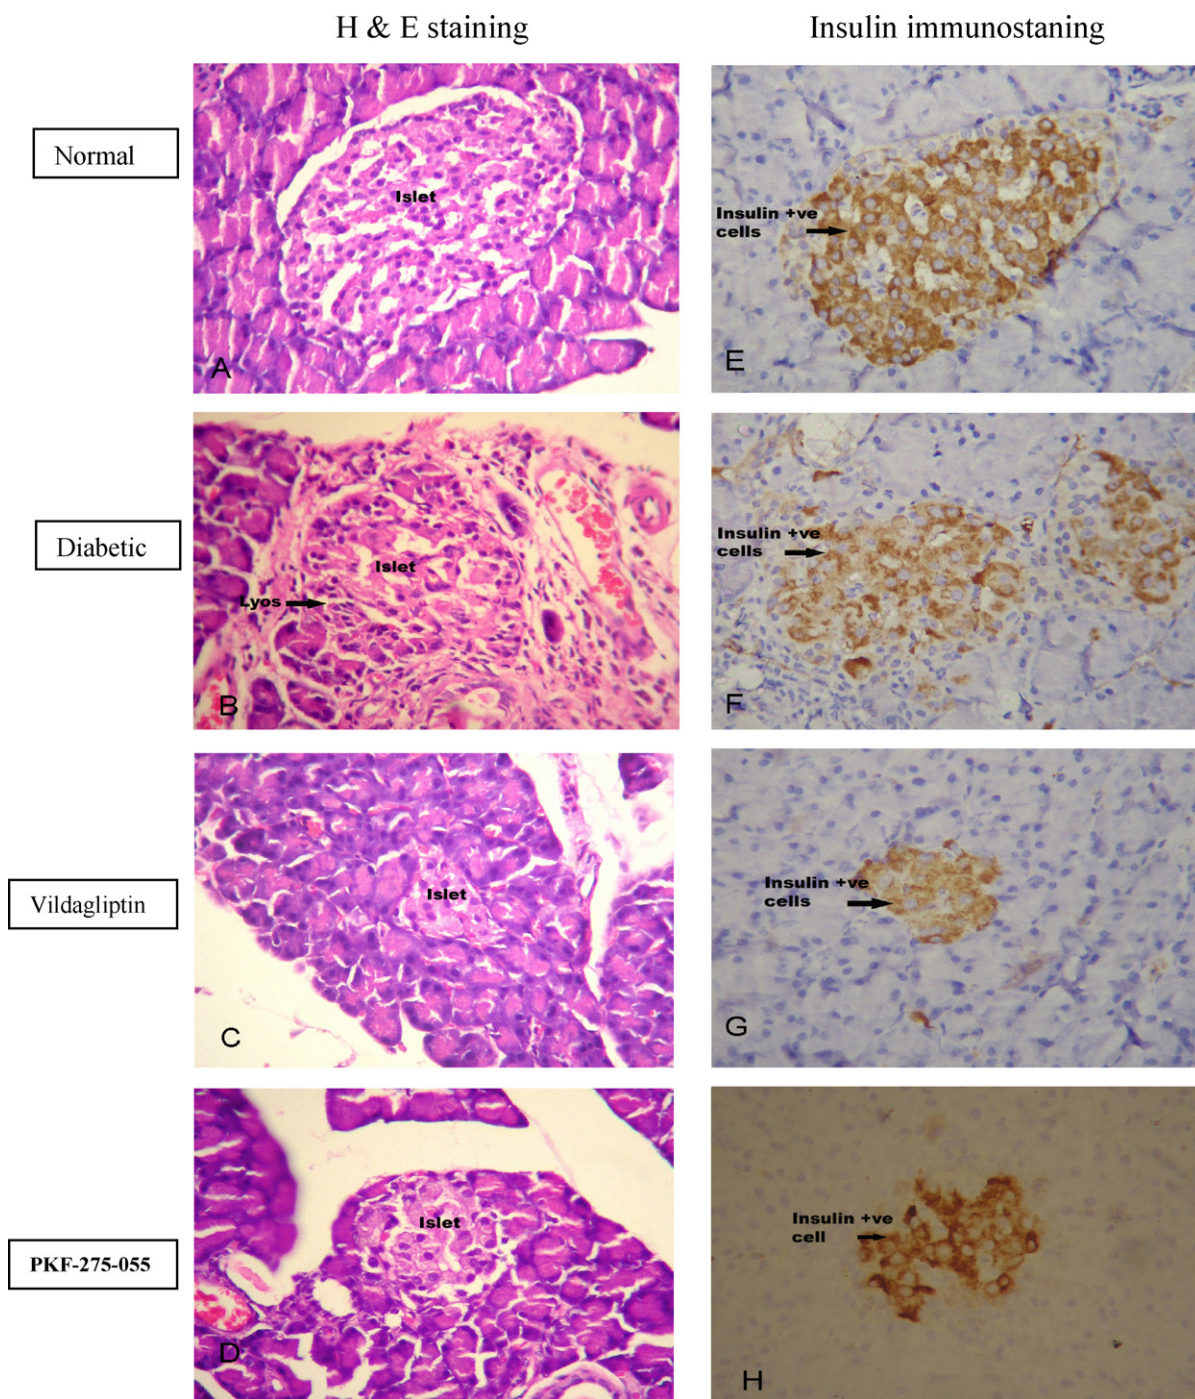 H & E staining
Insulin immunostaning
Normal
Islet
A
Insulin +ve
cells
E
Diabetic
Islet
Lyos
B
Insulin +ve
cells
F
Vildagliptin
Islet
C
Insulin +ve
cells
G
PKF-275-055
Islet
D
Insulin +ve
cell
H